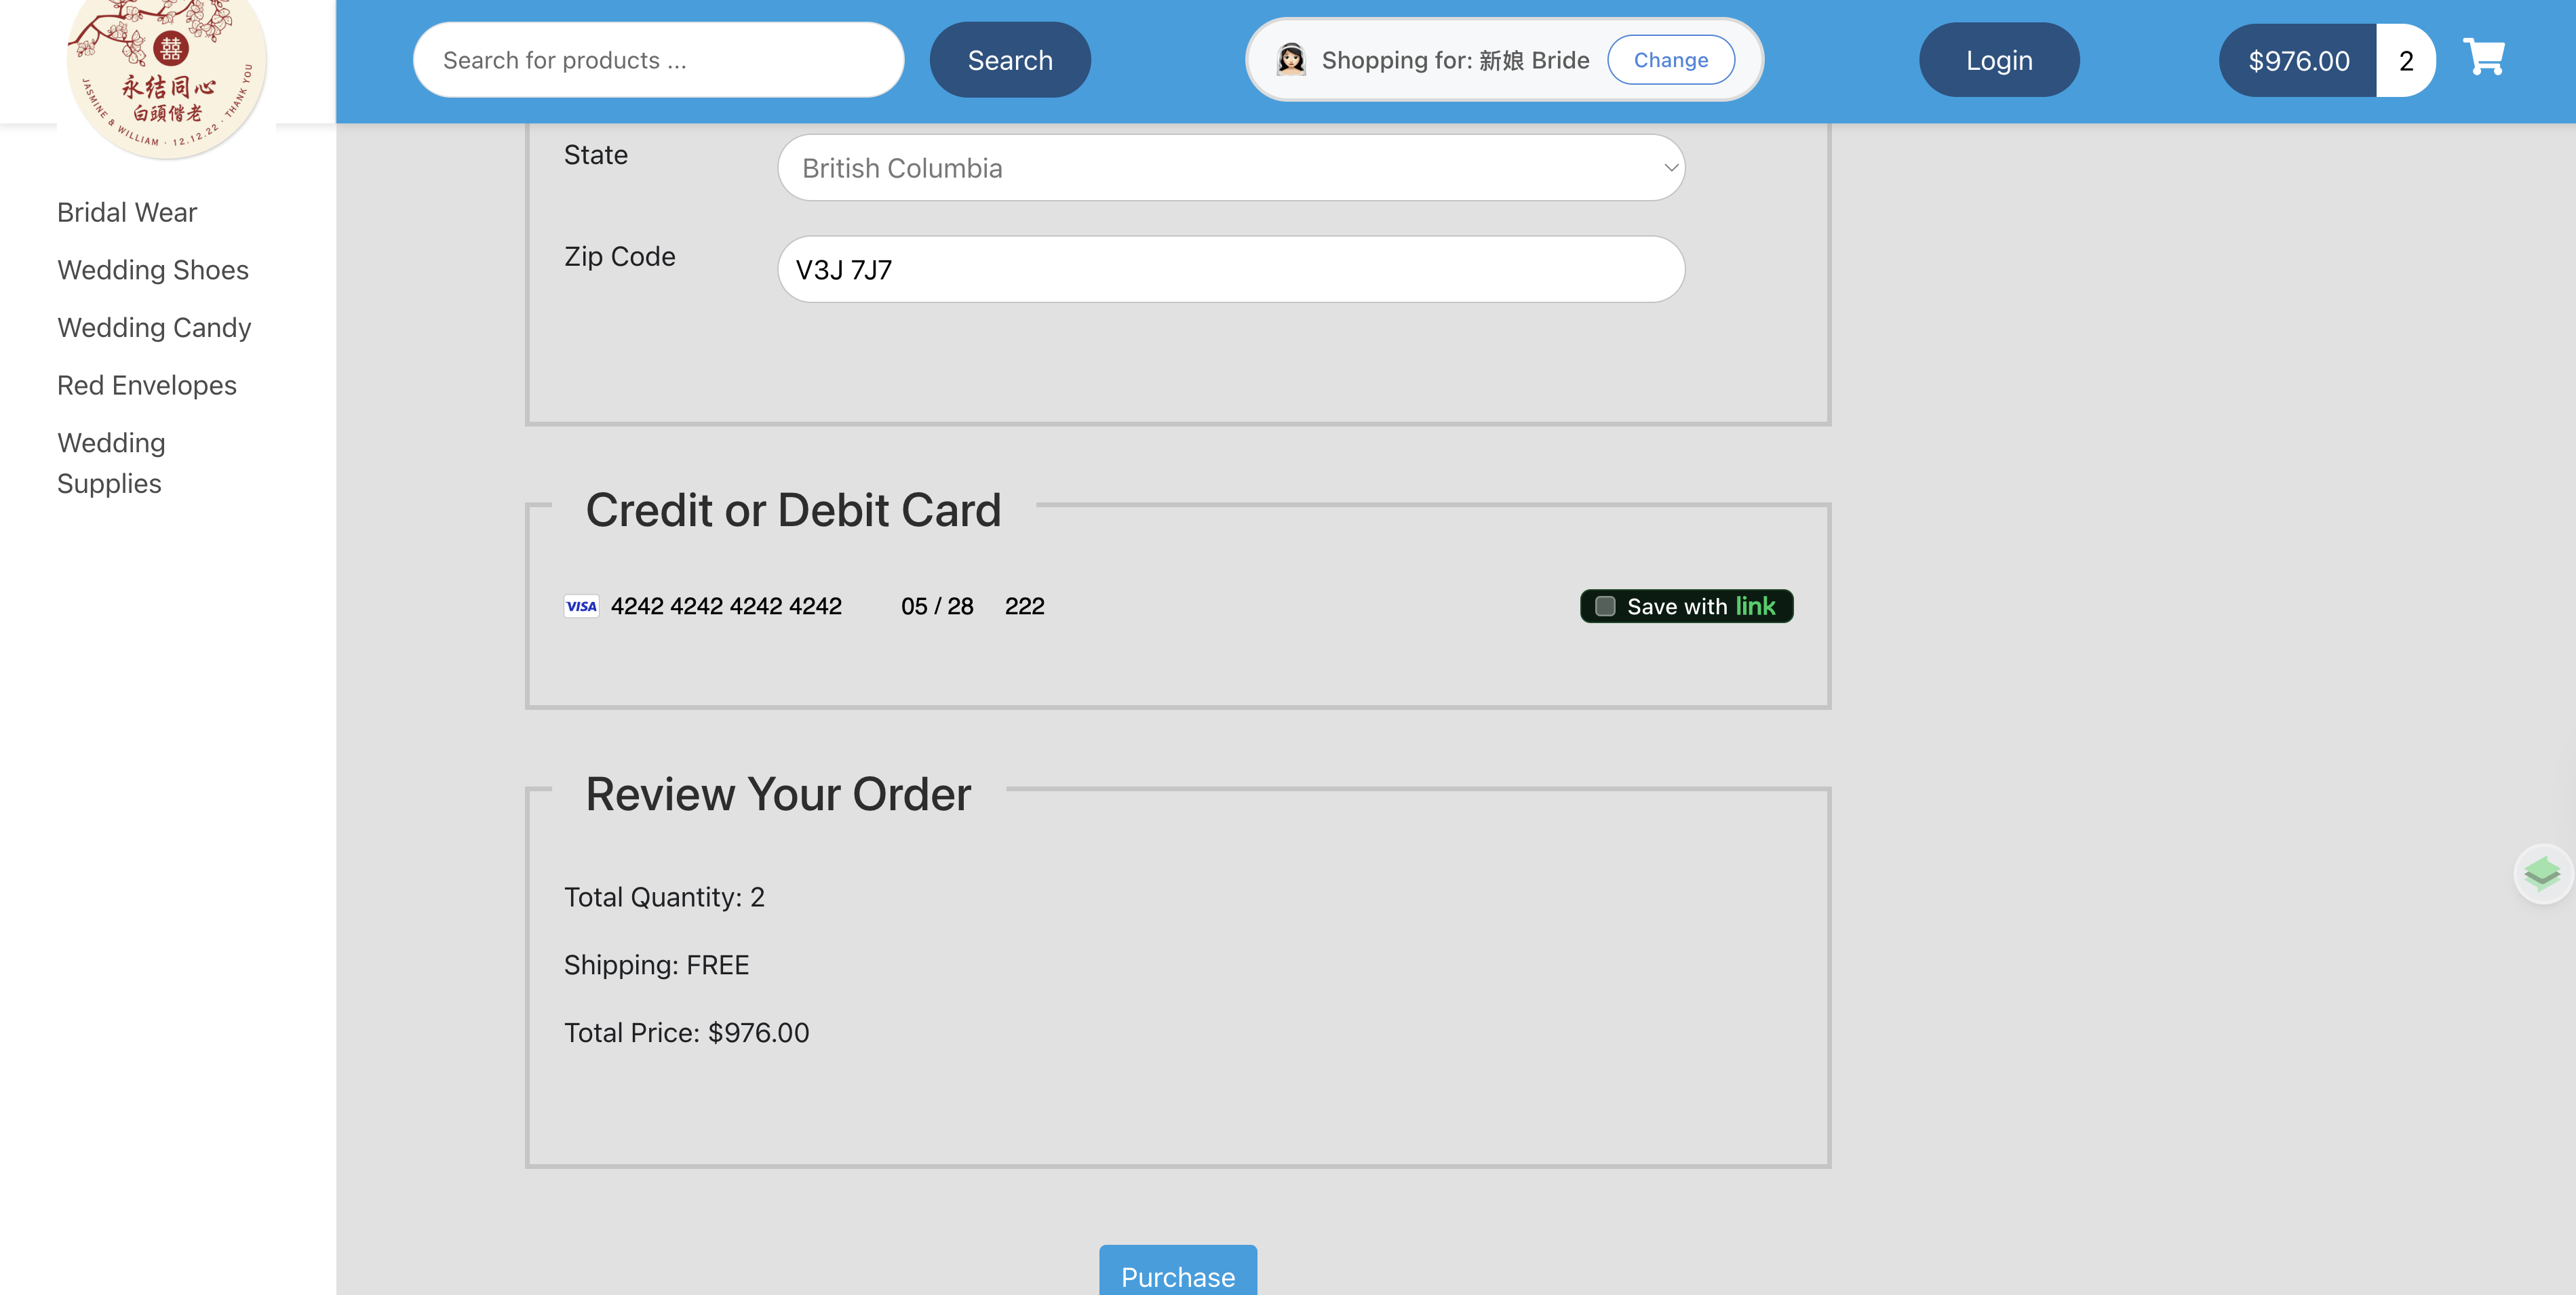 囍
永结同心
白頭偕老
JASMINE & WILLIAM · 12.12.22 · THANK YOU
Search for products ...
Search
Shopping for: 新娘 Bride
Change
Login
$976.00
2
Bridal Wear
Wedding Shoes
Wedding Candy
Red Envelopes
Wedding
Supplies
State
British Columbia
Zip Code
V3J 7J7
Credit or Debit Card
VISA 4242 4242 4242 4242 05 / 28 222
Save with link
Review Your Order
Total Quantity: 2
Shipping: FREE
Total Price: $976.00
Purchase